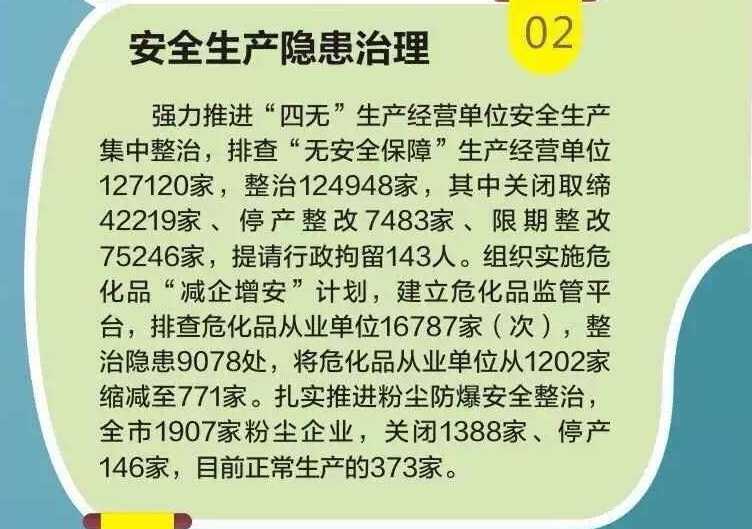 02
安全生产隐患治理
强力推进“四无”生产经营单位安全生产
集中整治，排查“无安全保障”生产经营单位
127120家，整治124948家，其中关闭取缔
42219家、停产整改7483家、限期整改
75246家，提请行政拘留143人。组织实施危
化品“减企增安”计划，建立危化品监管平
台，排查危化品从业单位16787家（次），整
治隐患9078处，将危化品从业单位从1202家
缩减至771家。扎实推进粉尘防爆安全整治，
全市1907家粉尘企业，关闭1388家、停产
146家，目前正常生产的373家。